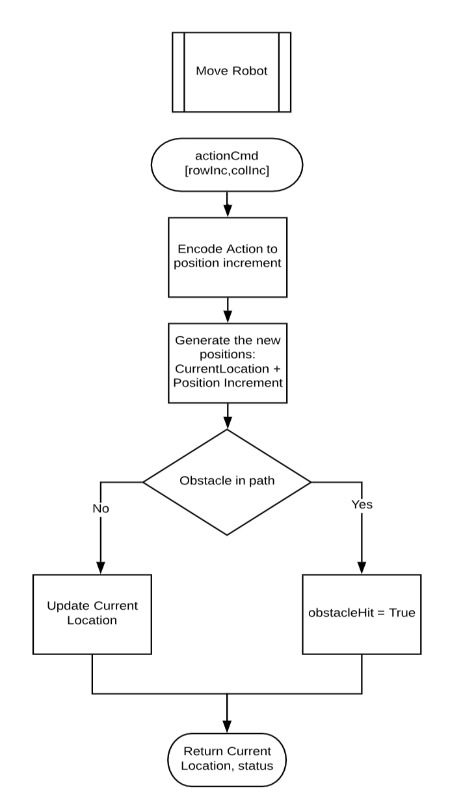 Move Robot
actionCmd
[rowInc,colInc]
Encode Action to
position increment
Generate the new
positions:
CurrentLocation +
Position Increment
Obstacle in path
No
Yes
Update Current
Location
obstacleHit = True
Return Current
Location, status